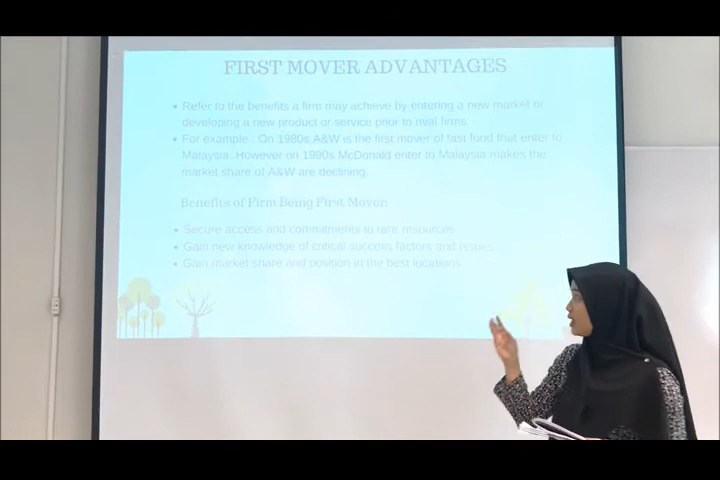 FIRST MOVER ADVANTAGES
• Refer to the benefits a firm may achieve by entering a new market or
developing a new product or service prior to rival firms.
• For example : On 1980s A&W is the first mover of fast food that enter to
Malaysia. However on 1990s McDonald enter to Malaysia makes the
market share of A&W are declining.
Benefits of Firm Being First Mover:
• Secure access and commitments to rare resources
• Gain new knowledge of critical success factors and issues
• Gain market share and position in the best locations